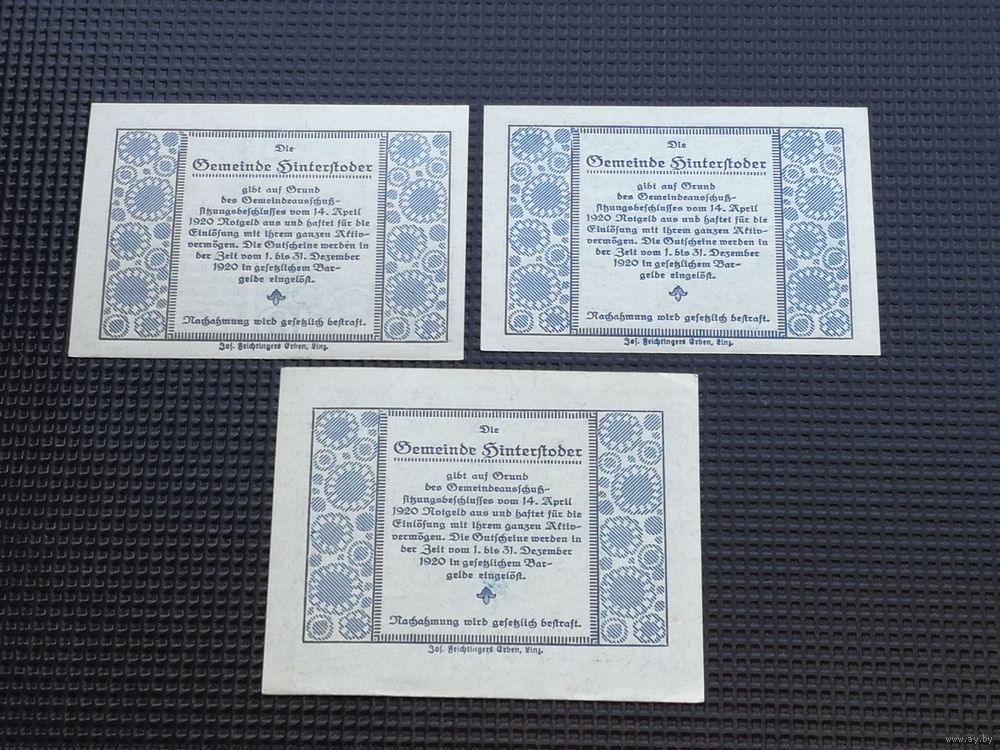 Die
Gemeinde Hinterstoder
gibt auf Grund
des Gemeindeausschuß-
sitzungsbeschlusses vom 14. April
1920 Notgeld aus und haftet für die
Einlösung mit ihrem ganzen Aktiv-
vermögen. Die Gutscheine werden in
der Zeit vom 1. bis 31. Dezember
1920 in gesetzlichem Bar-
gelde eingelöst.
Nachahmung wird gesetzlich bestraft.
Jos. Feichtingers Erben, Linz.
Die
Gemeinde Hinterstoder
gibt auf Grund
des Gemeindeausschuß-
sitzungsbeschlusses vom 14. April
1920 Notgeld aus und haftet für die
Einlösung mit ihrem ganzen Aktiv-
vermögen. Die Gutscheine werden in
der Zeit vom 1. bis 31. Dezember
1920 in gesetzlichem Bar-
gelde eingelöst.
Nachahmung wird gesetzlich bestraft.
Jos. Feichtingers Erben, Linz.
Die
Gemeinde Hinterstoder
gibt auf Grund
des Gemeindeausschuß-
sitzungsbeschlusses vom 14. April
1920 Notgeld aus und haftet für die
Einlösung mit ihrem ganzen Aktiv-
vermögen. Die Gutscheine werden in
der Zeit vom 1. bis 31. Dezember
1920 in gesetzlichem Bar-
gelde eingelöst.
Nachahmung wird gesetzlich bestraft.
Jos. Feichtingers Erben, Linz.
www.ay.by